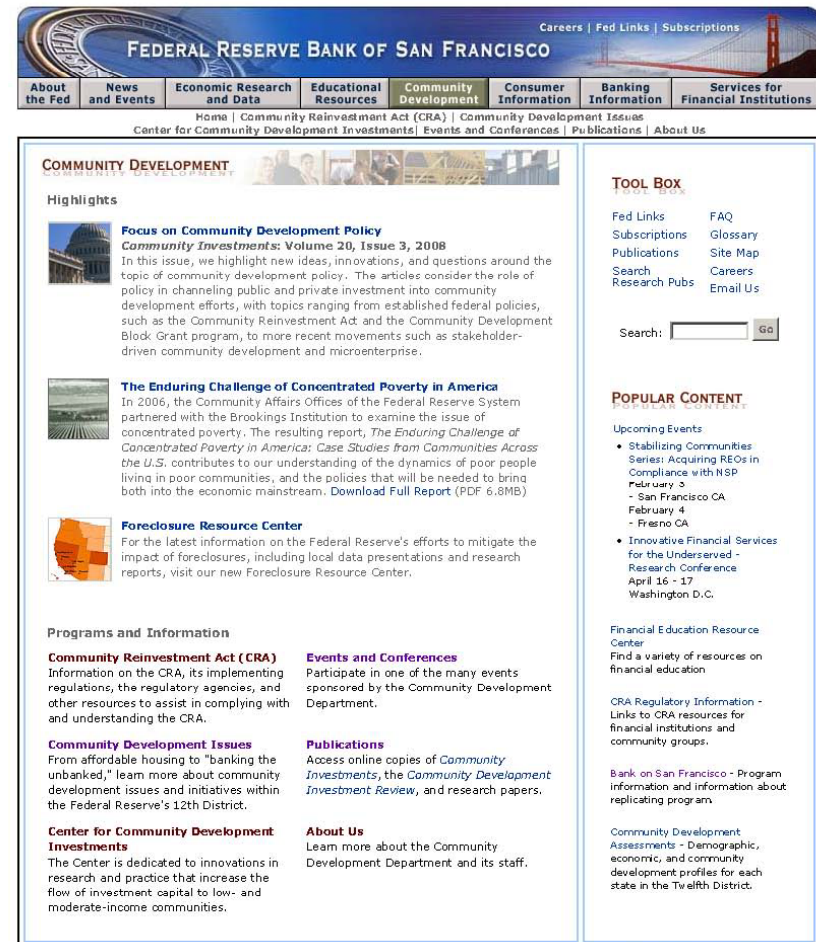 Careers | Fed Links | Subscriptions
FEDERAL RESERVE BANK OF SAN FRANCISCO
About the Fed
News and Events
Economic Research and Data
Educational Resources
Community Development
Consumer Information
Banking Information
Services for Financial Institutions
Home | Community Reinvestment Act (CRA) | Community Development Issues
Center for Community Development Investments| Events and Conferences | Publications | About Us
COMMUNITY DEVELOPMENT
Highlights
Focus on Community Development Policy
Community Investments: Volume 20, Issue 3, 2008
In this issue, we highlight new ideas, innovations, and questions around the
topic of community development policy. The articles consider the role of
policy in channeling public and private investment into community
development efforts, with topics ranging from established federal policies,
such as the Community Reinvestment Act and the Community Development
Block Grant program, to more recent movements such as stakeholder-
driven community development and microenterprise.
The Enduring Challenge of Concentrated Poverty in America
In 2006, the Community Affairs Offices of the Federal Reserve System
partnered with the Brookings Institution to examine the issue of
concentrated poverty. The resulting report, The Enduring Challenge of
Concentrated Poverty in America: Case Studies from Communities Across
the U.S. contributes to our understanding of the dynamics of poor people
living in poor communities, and the policies that will be needed to bring
both into the economic mainstream. Download Full Report (PDF 6.8MB)
Foreclosure Resource Center
For the latest information on the Federal Reserve's efforts to mitigate the
impact of foreclosures, including local data presentations and research
reports, visit our new Foreclosure Resource Center.
Programs and Information
Community Reinvestment Act (CRA)
Information on the CRA, its implementing
regulations, the regulatory agencies, and
other resources to assist in complying with
and understanding the CRA.
Events and Conferences
Participate in one of the many events
sponsored by the Community Development
Department.
Community Development Issues
From affordable housing to "banking the
unbanked," learn more about community
development issues and initiatives within
the Federal Reserve's 12th District.
Publications
Access online copies of Community
Investments, the Community Development
Investment Review, and research papers.
Center for Community Development
Investments
The Center is dedicated to innovations in
research and practice that increase the
flow of investment capital to low- and
moderate-income communities.
About Us
Learn more about the Community
Development Department and its staff.
TOOL BOX
Fed Links
Subscriptions
Publications
Search
Research Pubs
FAQ
Glossary
Site Map
Careers
Email Us
Search:
Go
POPULAR CONTENT
Upcoming Events
• Stabilizing Communities
Series: Acquiring REOs in
Compliance with NSP
February 3
- San Francisco CA
February 4
- Fresno CA
• Innovative Financial Services
for the Underserved -
Research Conference
April 16 - 17
Washington D.C.
Financial Education Resource
Center
Find a variety of resources on
financial education
CRA Regulatory Information -
Links to CRA resources for
financial institutions and
community groups.
Bank on San Francisco - Program
information and information about
replicating program.
Community Development
Assessments - Demographic,
economic, and community
development profiles for each
state in the Twelfth District.